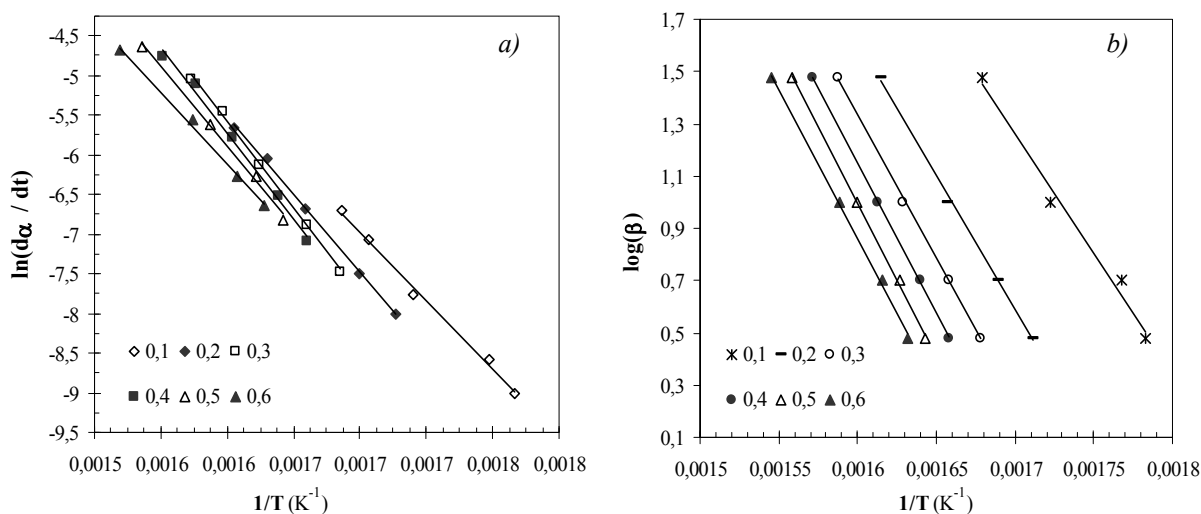 a)
-4,5
-5
-5,5
-6
-6,5
-7
-7,5
-8
-8,5
-9
-9,5
ln(dα / dt)
0,1 0,2 0,3
0,4 0,5 0,6
0,0015 0,0016 0,0016 0,0017 0,0017 0,0017 0,0018 0,0018
1/T (K⁻¹)
b)
1,7
1,5
1,3
1,1
0,9
0,7
0,5
0,3
0,1
log(β)
0,1 0,2 0,3
0,4 0,5 0,6
0,0015 0,00155 0,0016 0,00165 0,0017 0,00175 0,0018
1/T (K⁻¹)